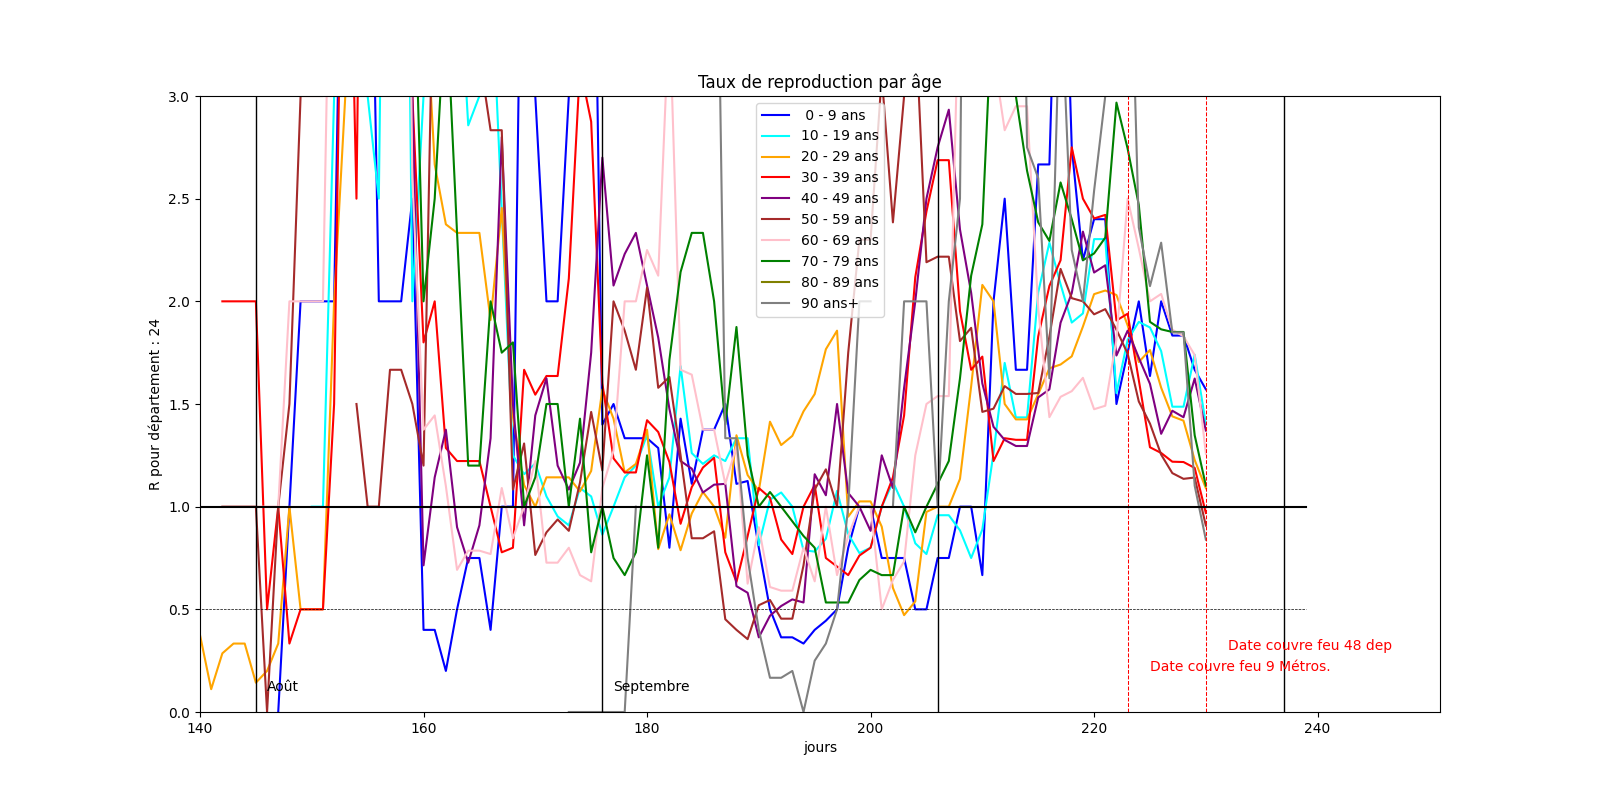 Taux de reproduction par âge
R pour département : 24
3.0
2.5
2.0
1.5
1.0
0.5
0.0
0 - 9 ans
10 - 19 ans
20 - 29 ans
30 - 39 ans
40 - 49 ans
50 - 59 ans
60 - 69 ans
70 - 79 ans
80 - 89 ans
90 ans+
Date couvre feu 48 dep
Date couvre feu 9 Métros.
Août
Septembre
140
160
180
200
220
240
jours